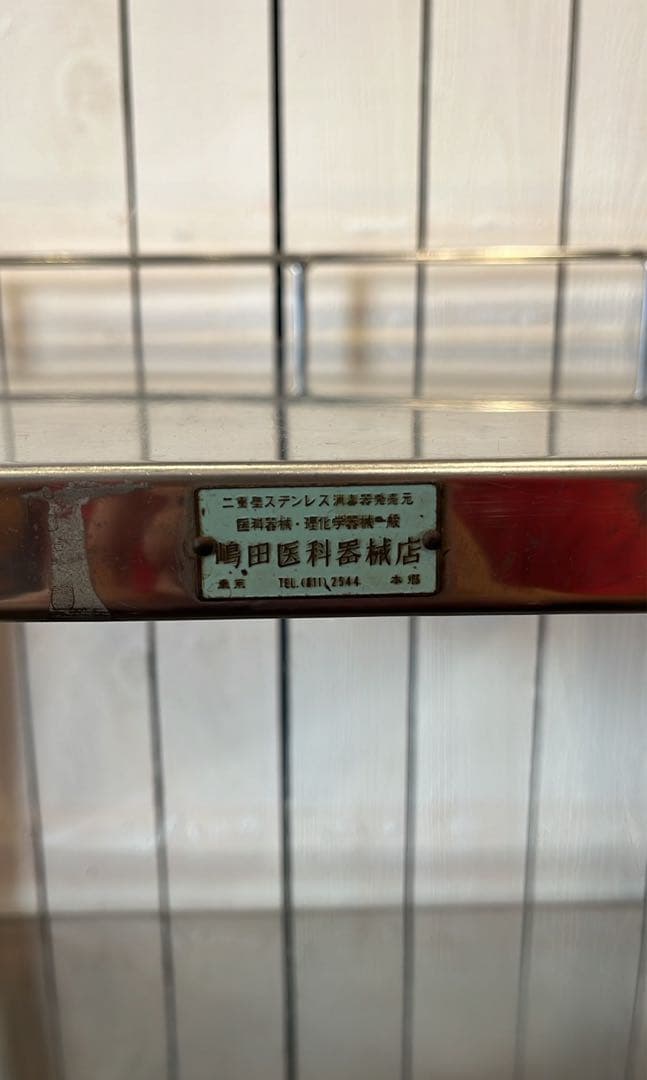 二重壁ステンレス消毒器発売元
医科器械・理化学器械一般
嶋田医科器械店
東京 TEL.(811)2544 本郷